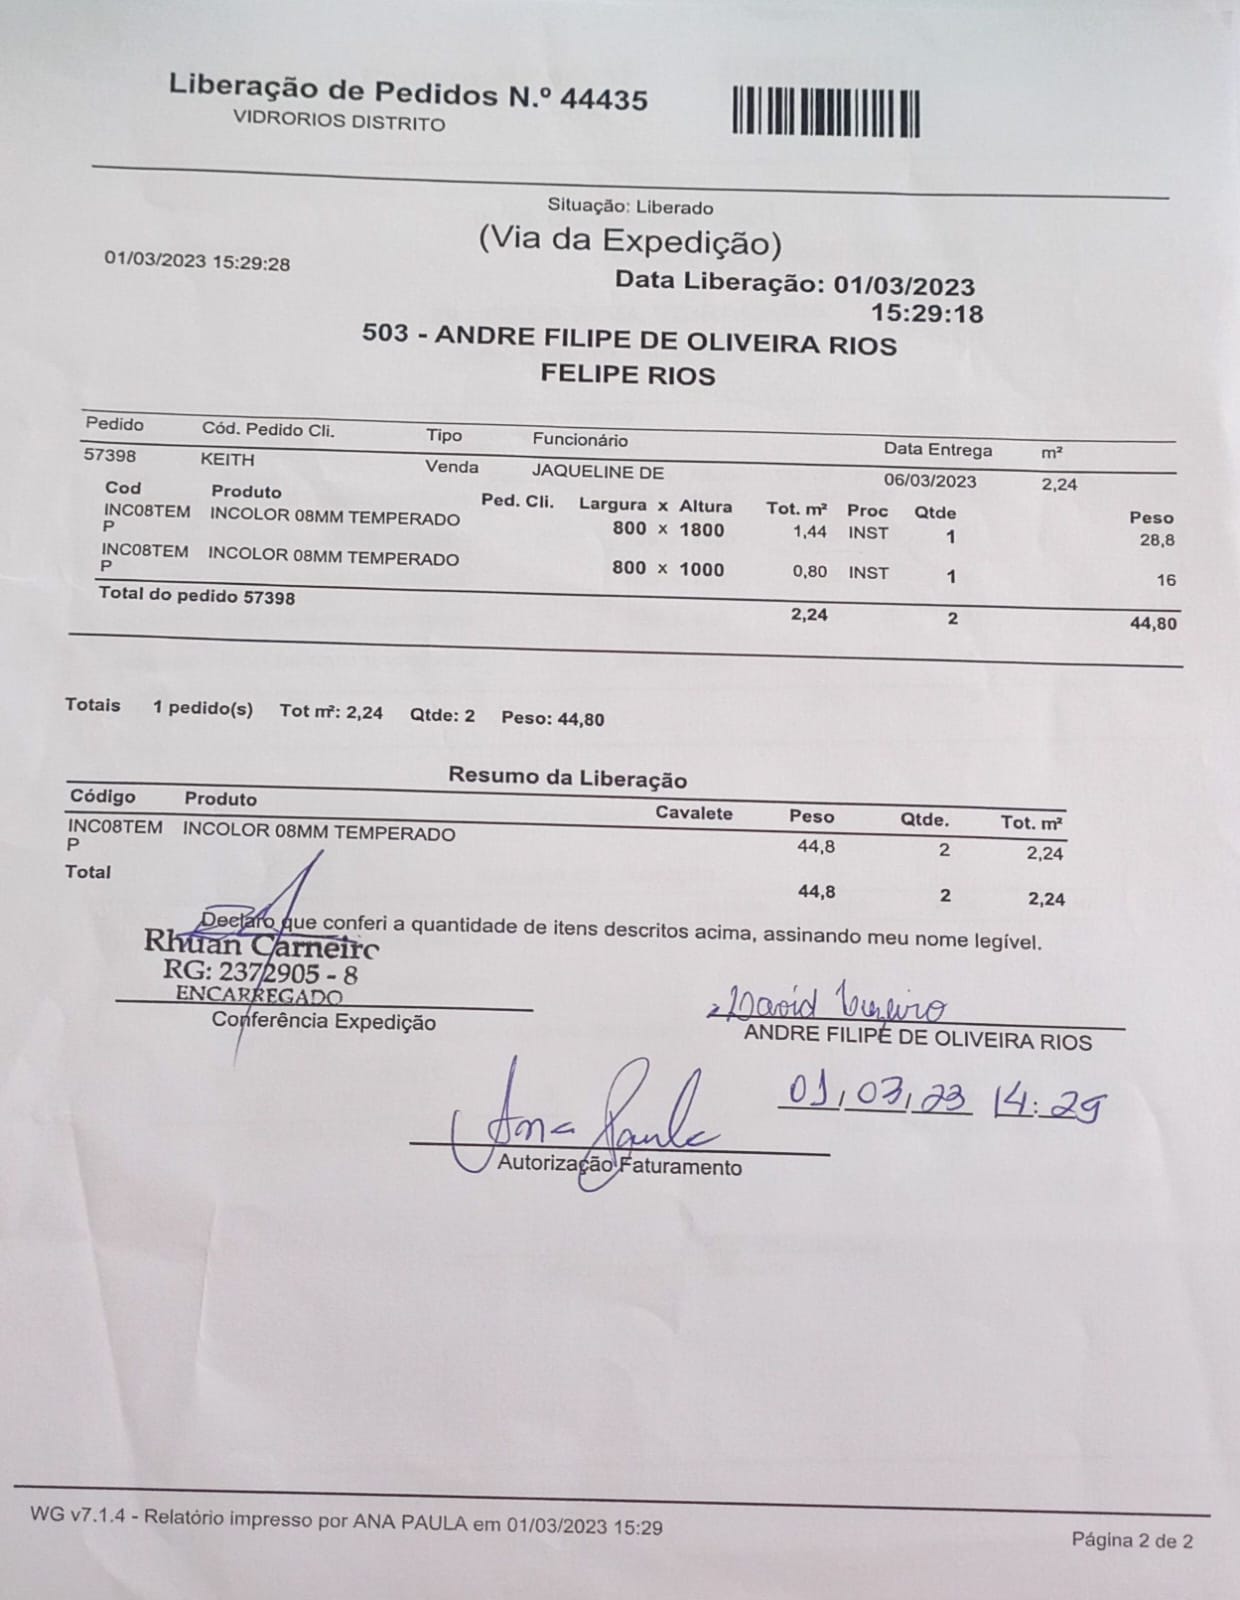 Liberação de Pedidos N.º 44435
VIDRORIOS DISTRITO
Situação: Liberado
(Via da Expedição)
01/03/2023 15:29:28
Data Liberação: 01/03/2023
15:29:18
503 - ANDRE FILIPE DE OLIVEIRA RIOS
FELIPE RIOS
Pedido Cód. Pedido Cli. Tipo Funcionário Data Entrega m²
57398 KEITH Venda JAQUELINE DE 06/03/2023 2,24
Cod Produto Ped. Cli. Largura x Altura Tot. m² Proc Qtde Peso
INC08TEM INCOLOR 08MM TEMPERADO 800 x 1800 1,44 INST 1 28,8
P
INC08TEM INCOLOR 08MM TEMPERADO 800 x 1000 0,80 INST 1 16
P
Total do pedido 57398 2,24 2 44,80
Totais 1 pedido(s) Tot m²: 2,24 Qtde: 2 Peso: 44,80
Resumo da Liberação
Código Produto Cavalete Peso Qtde. Tot. m²
INC08TEM INCOLOR 08MM TEMPERADO 44,8 2 2,24
P
Total 44,8 2 2,24
Declaro que conferi a quantidade de itens descritos acima, assinando meu nome legível.
Rhuan Carneiro
RG: 2372905 - 8
ENCARREGADO
Conferência Expedição
David
ANDRE FILIPE DE OLIVEIRA RIOS
01/03/23 14:29
Ana Paula
Autorização Faturamento
WG v7.1.4 - Relatório impresso por ANA PAULA em 01/03/2023 15:29
Página 2 de 2